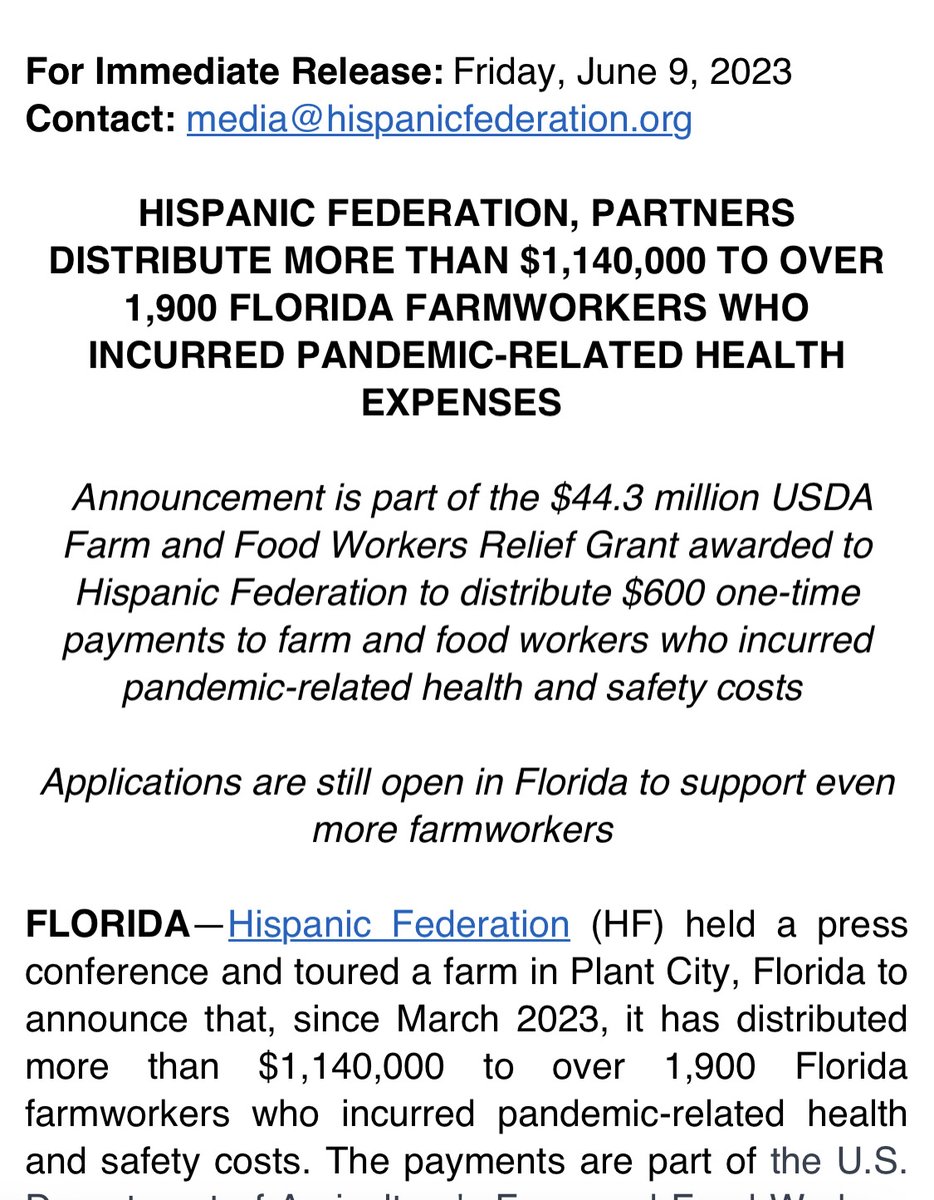 For Immediate Release: Friday, June 9, 2023
Contact: media@hispanicfederation.org
HISPANIC FEDERATION, PARTNERS
DISTRIBUTE MORE THAN $1,140,000 TO OVER
1,900 FLORIDA FARMWORKERS WHO
INCURRED PANDEMIC-RELATED HEALTH
EXPENSES
Announcement is part of the $44.3 million USDA
Farm and Food Workers Relief Grant awarded to
Hispanic Federation to distribute $600 one-time
payments to farm and food workers who incurred
pandemic-related health and safety costs
Applications are still open in Florida to support even
more farmworkers
FLORIDA—Hispanic Federation (HF) held a press
conference and toured a farm in Plant City, Florida to
announce that, since March 2023, it has distributed
more than $1,140,000 to over 1,900 Florida
farmworkers who incurred pandemic-related health
and safety costs. The payments are part of the U.S.